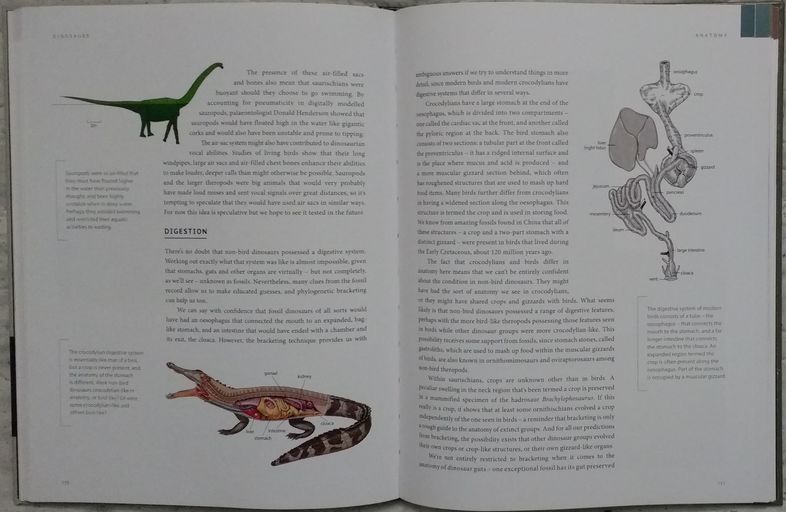 DINOSAURS
The presence of these air-filled sacs
and bones also mean that saurischians were
buoyant should they choose to go swimming. By
accounting for pneumaticity in digitally modelled
sauropods, palaeontologist Donald Henderson showed that
sauropods would have floated high in the water like gigantic
corks and would also have been unstable and prone to tipping.
The air-sac system might also have contributed to dinosaurian
vocal abilities. Studies of living birds show that their long
windpipes, large air sacs and air-filled chest bones enhance their abilities
to make louder, deeper calls than might otherwise be possible. Sauropods
and the larger theropods were big animals that would very probably
have made loud noises and sent vocal signals over great distances, so it's
tempting to speculate that they would have used air sacs in similar ways.
For now this idea is speculative but we hope to see it tested in the future.
Sauropods were so air-filled that
they must have floated higher
in the water than previously
thought, and been highly
unstable when in deep water.
Perhaps they avoided swimming
and restricted their aquatic
activities to wading.
DIGESTION
There's no doubt that non-bird dinosaurs possessed a digestive system.
Working out exactly what that system was like is almost impossible, given
that stomachs, guts and other organs are virtually – but not completely,
as we'll see – unknown as fossils. Nevertheless, many clues from the fossil
record allow us to make educated guesses, and phylogenetic bracketing
can help us too.
We can say with confidence that fossil dinosaurs of all sorts would
have had an oesophagus that connected the mouth to an expanded, bag-
like stomach, and an intestine that would have ended with a chamber and
its exit, the cloaca. However, the bracketing technique provides us with
The crocodylian digestive system
is essentially like that of a bird,
but a crop is never present, and
the anatomy of the stomach
is different. Were non-bird
dinosaurs crocodylian-like in
anatomy, or bird-like? Or were
some crocodylian-like and
others bird-like?
gonad
kidney
liver
stomach
intestine
cloaca
ANATOMY
ambiguous answers if we try to understand things in more
detail, since modern birds and modern crocodylians have
digestive systems that differ in several ways.
Crocodylians have a large stomach at the end of the
oesophagus, which is divided into two compartments –
one called the cardiac sac at the front, and another called
the pyloric region at the back. The bird stomach also
consists of two sections: a tubular part at the front called
the proventriculus – it has a ridged internal surface and
is the place where mucus and acid is produced – and
a more muscular gizzard section behind, which often
has roughened structures that are used to mash up hard
food items. Many birds further differ from crocodylians
in having a widened section along the oesophagus. This
structure is termed the crop and is used in storing food.
We know from amazing fossils found in China that all of
these structures – a crop and a two-part stomach with a
distinct gizzard – were present in birds that lived during
the Early Cretaceous, about 120 million years ago.
The fact that crocodylians and birds differ in
anatomy here means that we can't be entirely confident
about the condition in non-bird dinosaurs. They might
have had the sort of anatomy we see in crocodylians,
or they might have shared crops and gizzards with birds. What seems
likely is that non-bird dinosaurs possessed a range of digestive features,
perhaps with the more bird-like theropods possessing those features seen
in birds while other dinosaur groups were more crocodylian-like. This
possibility receives some support from fossils, since stomach stones, called
gastroliths, which are used to mash up food within the muscular gizzards
of birds, are also known in ornithomimosaurs and oviraptorosaurs among
non-bird theropods.
Within saurischians, crops are unknown other than in birds. A
peculiar swelling in the neck region that's been termed a crop is preserved
in a mummified specimen of the hadrosaur Brachylophosaurus. If this
really is a crop, it shows that at least some ornithischians evolved a crop
independently of the one seen in birds – a reminder that bracketing is only
a rough guide to the anatomy of extinct groups. And for all our predictions
from bracketing, the possibility exists that other dinosaur groups evolved
their own crops or crop-like structures, or their own gizzard-like organs.
We're not entirely restricted to bracketing when it comes to the
anatomy of dinosaur guts – one exceptional fossil has its gut preserved
oesophagus
crop
liver
(right lobe)
proventriculus
spleen
gizzard
jejunum
pancreas
mesentery
duodenum
ileum
large intestine
cloaca
vent
The digestive system of modern
birds consists of a tube – the
oesophagus – that connects the
mouth to the stomach, and a far
longer intestine that connects
the stomach to the cloaca. An
expanded region termed the
crop is often present along the
oesophagus. Part of the stomach
is occupied by a muscular gizzard.